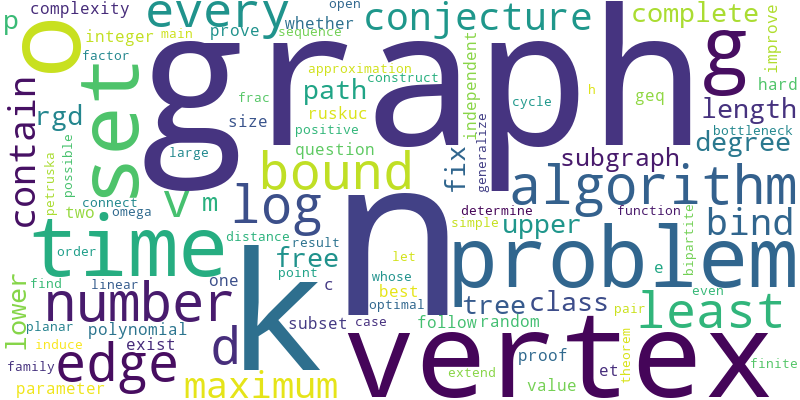 complexity
every
whether
open
conjecture
complete
improve
p
o
integer
main
prove
sequence
factor
set
graph
approximation
construct
independent
path
frac
h
geq
g
hard
contain
rgd
size
ruskuc
positive
cycle
length
bottleneck
question
large
possible
petruska
bound
fix
generalize
subgraph
degree
algorithm
V
m
two
connect
omega
log
n
determine
function
simple
upper
bipartite
bind
time
distance
result
let
problem
order
free
point
whose
e
find
linear
one
c
best
optimal
k
tree
class
even
pair
least
lower
number
planar
induce
polynomial
d
subset
case
follow
random
exist
edge
vertex
proof
et
theorem
family
parameter
maximum
extend
value
finite